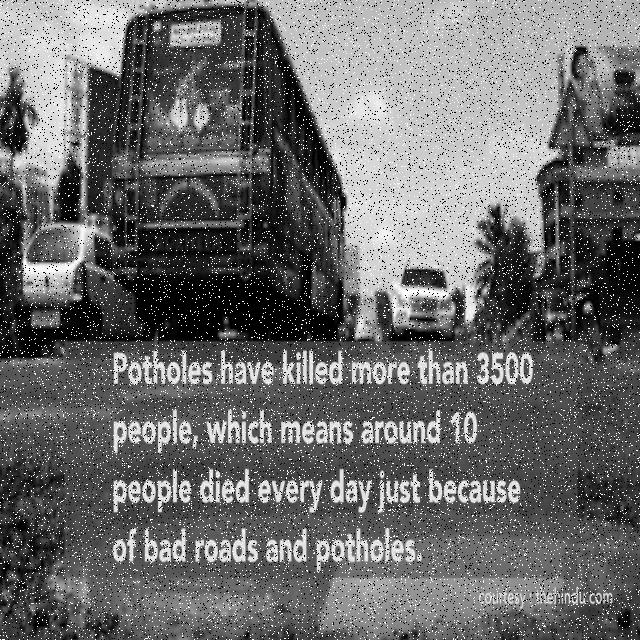 Potholes have killed more than 3500
people, which means around 10
people died every day just because
of bad roads and potholes.
courtesy : thehindu.com